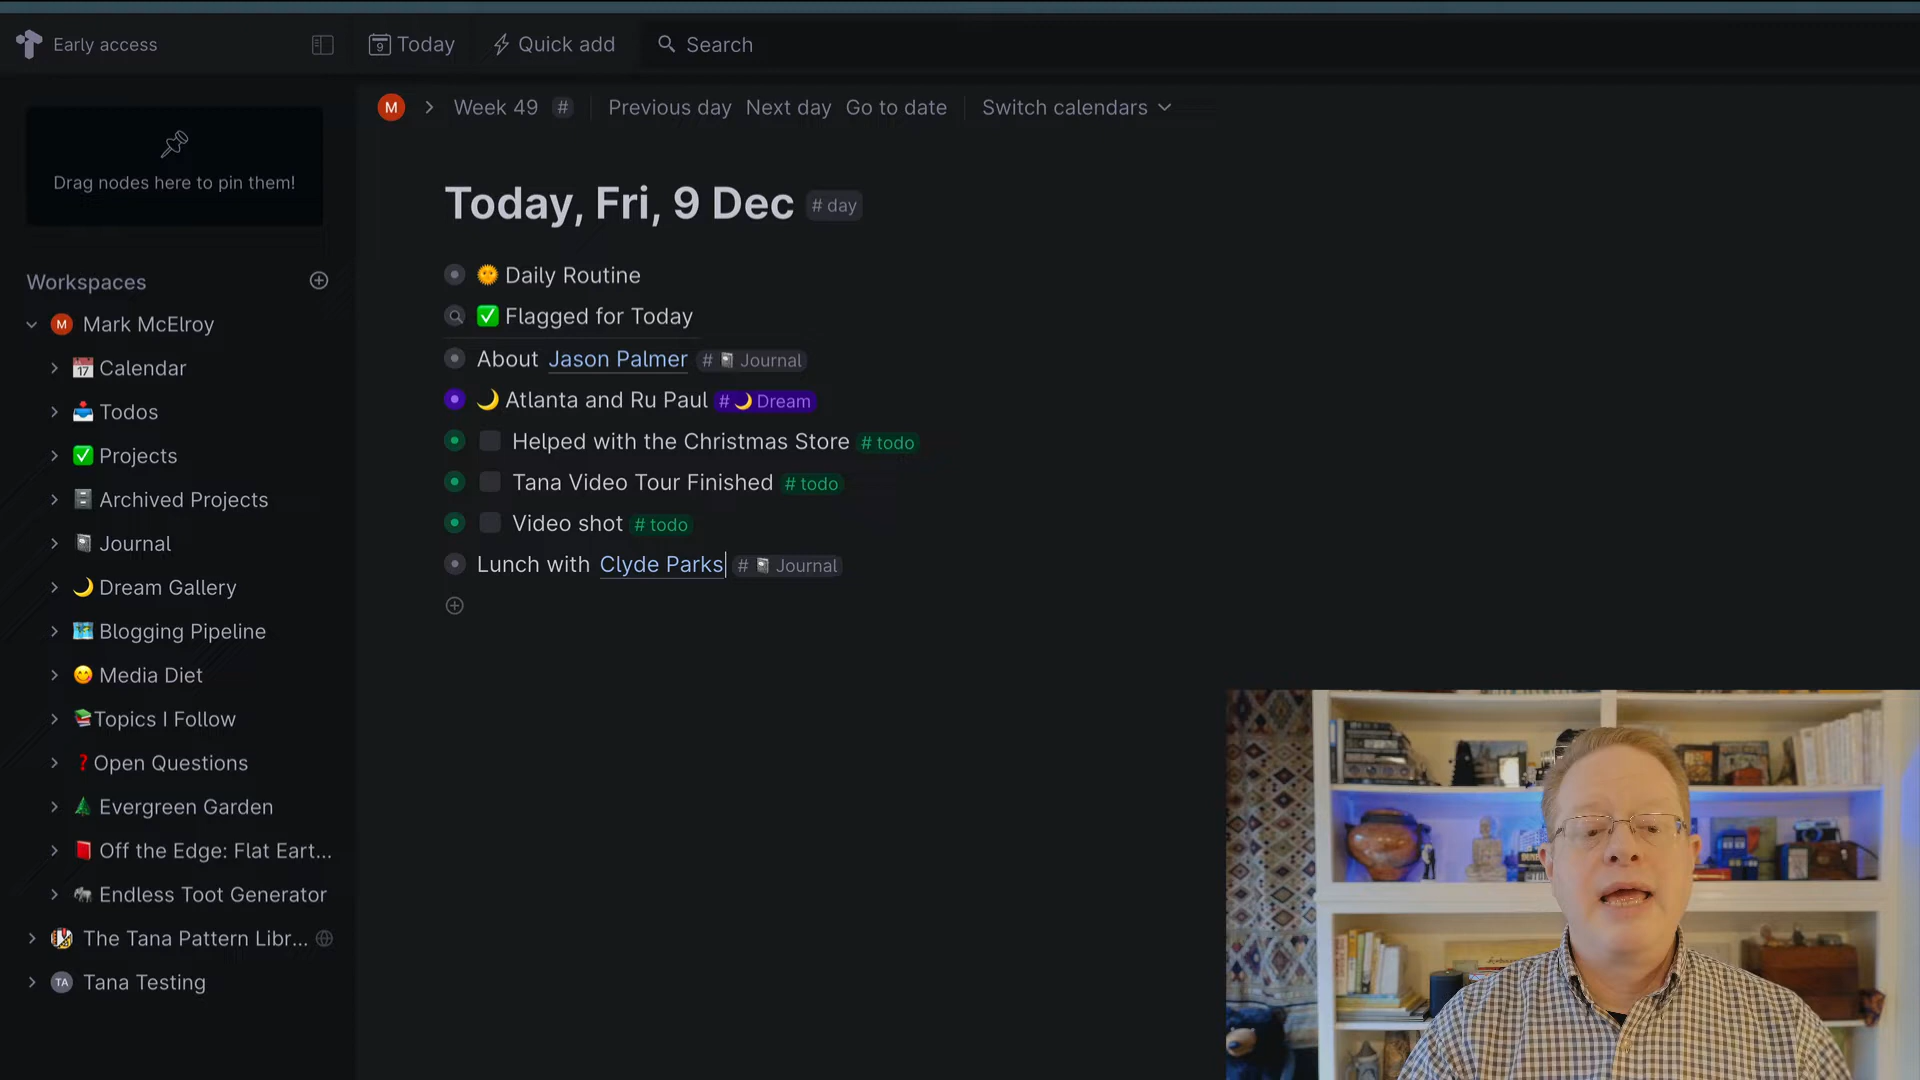 Early access
Today
Quick add
Search
M
Week 49 #
Previous day
Next day
Go to date
Switch calendars
Drag nodes here to pin them!
Today, Fri, 9 Dec # day
Daily Routine
Flagged for Today
About Jason Palmer # Journal
Atlanta and Ru Paul # Dream
Helped with the Christmas Store # todo
Tana Video Tour Finished # todo
Video shot # todo
Lunch with Clyde Parks # Journal
Workspaces
M Mark McElroy
Calendar
Todos
Projects
Archived Projects
Journal
Dream Gallery
Blogging Pipeline
Media Diet
Topics I Follow
Open Questions
Evergreen Garden
Off the Edge: Flat Eart...
Endless Toot Generator
The Tana Pattern Libr...
TA Tana Testing